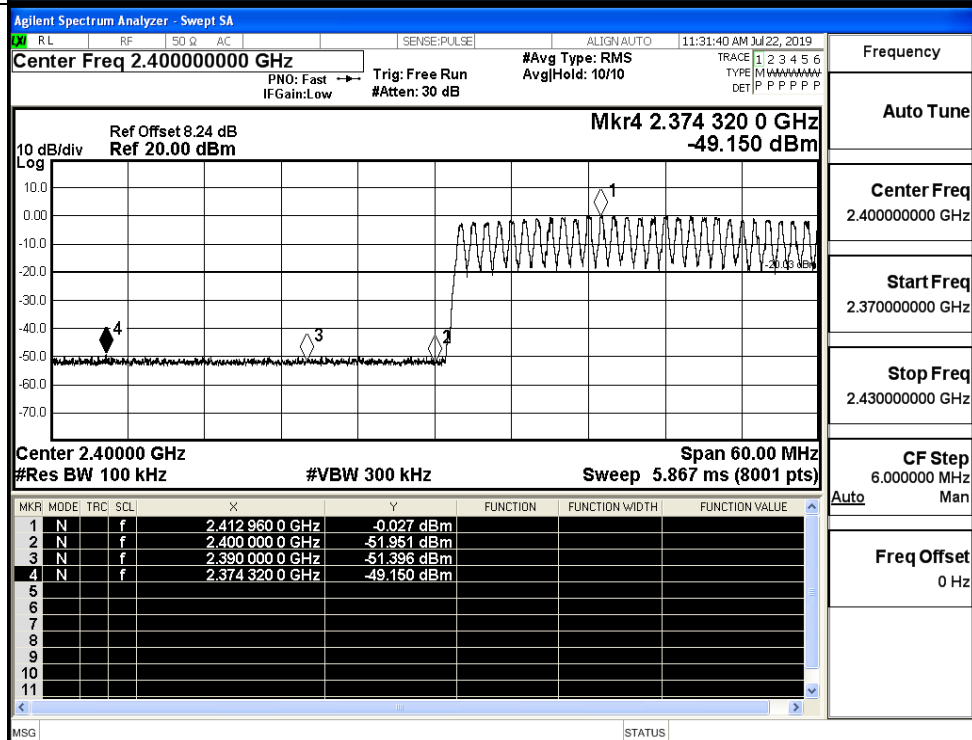 Agilent Spectrum Analyzer - Swept SA
LXI RL RF 50 Ω AC SENSE:PULSE ALIGN AUTO 11:31:40 AM Jul 22, 2019
Center Freq 2.400000000 GHz
PNO: Fast
IFGain:Low
Trig: Free Run
#Atten: 30 dB
#Avg Type: RMS
Avg|Hold: 10/10
TRACE 1 2 3 4 5 6
TYPE M WWWWW
DET P P P P P P
Ref Offset 8.24 dB
10 dB/div Ref 20.00 dBm
Log
Mkr4 2.374 320 0 GHz
-49.150 dBm
10.0
0.00
-10.0
-20.0
-30.0
-40.0
-50.0
-60.0
-70.0
1
-20.03 dBm
4
3
2
Center 2.40000 GHz Span 60.00 MHz
#Res BW 100 kHz #VBW 300 kHz Sweep 5.867 ms (8001 pts)
MKR MODE TRC SCL X Y FUNCTION FUNCTION WIDTH FUNCTION VALUE
1 N f 2.412 960 0 GHz -0.027 dBm
2 N f 2.400 000 0 GHz -51.951 dBm
3 N f 2.390 000 0 GHz -51.396 dBm
4 N f 2.374 320 0 GHz -49.150 dBm
5
6
7
8
9
10
11
MSG STATUS
Frequency
Auto Tune
Center Freq
2.400000000 GHz
Start Freq
2.370000000 GHz
Stop Freq
2.430000000 GHz
CF Step
6.000000 MHz
Auto Man
Freq Offset
0 Hz